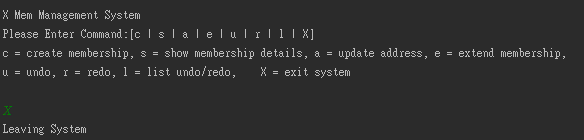 X Mem Management System
Please Enter Command:[c | s | a | e | u | r | l | X]
c = create membership, s = show membership details, a = update address, e = extend membership,
u = undo, r = redo, l = list undo/redo,    X = exit system
X
Leaving System